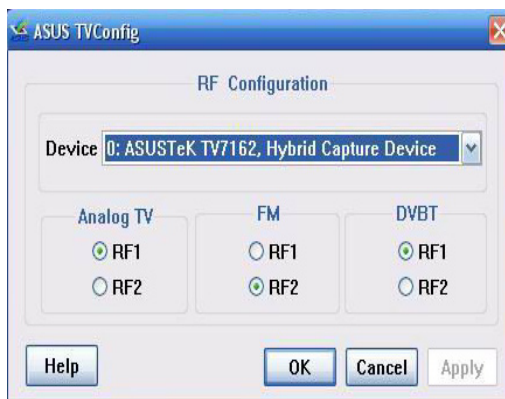 ASUS TVConfig
RF Configuration
Device 0: ASUSTeK TV7162, Hybrid Capture Device
Analog TV
RF1
RF2
FM
RF1
RF2
DVBT
RF1
RF2
Help
OK
Cancel
Apply